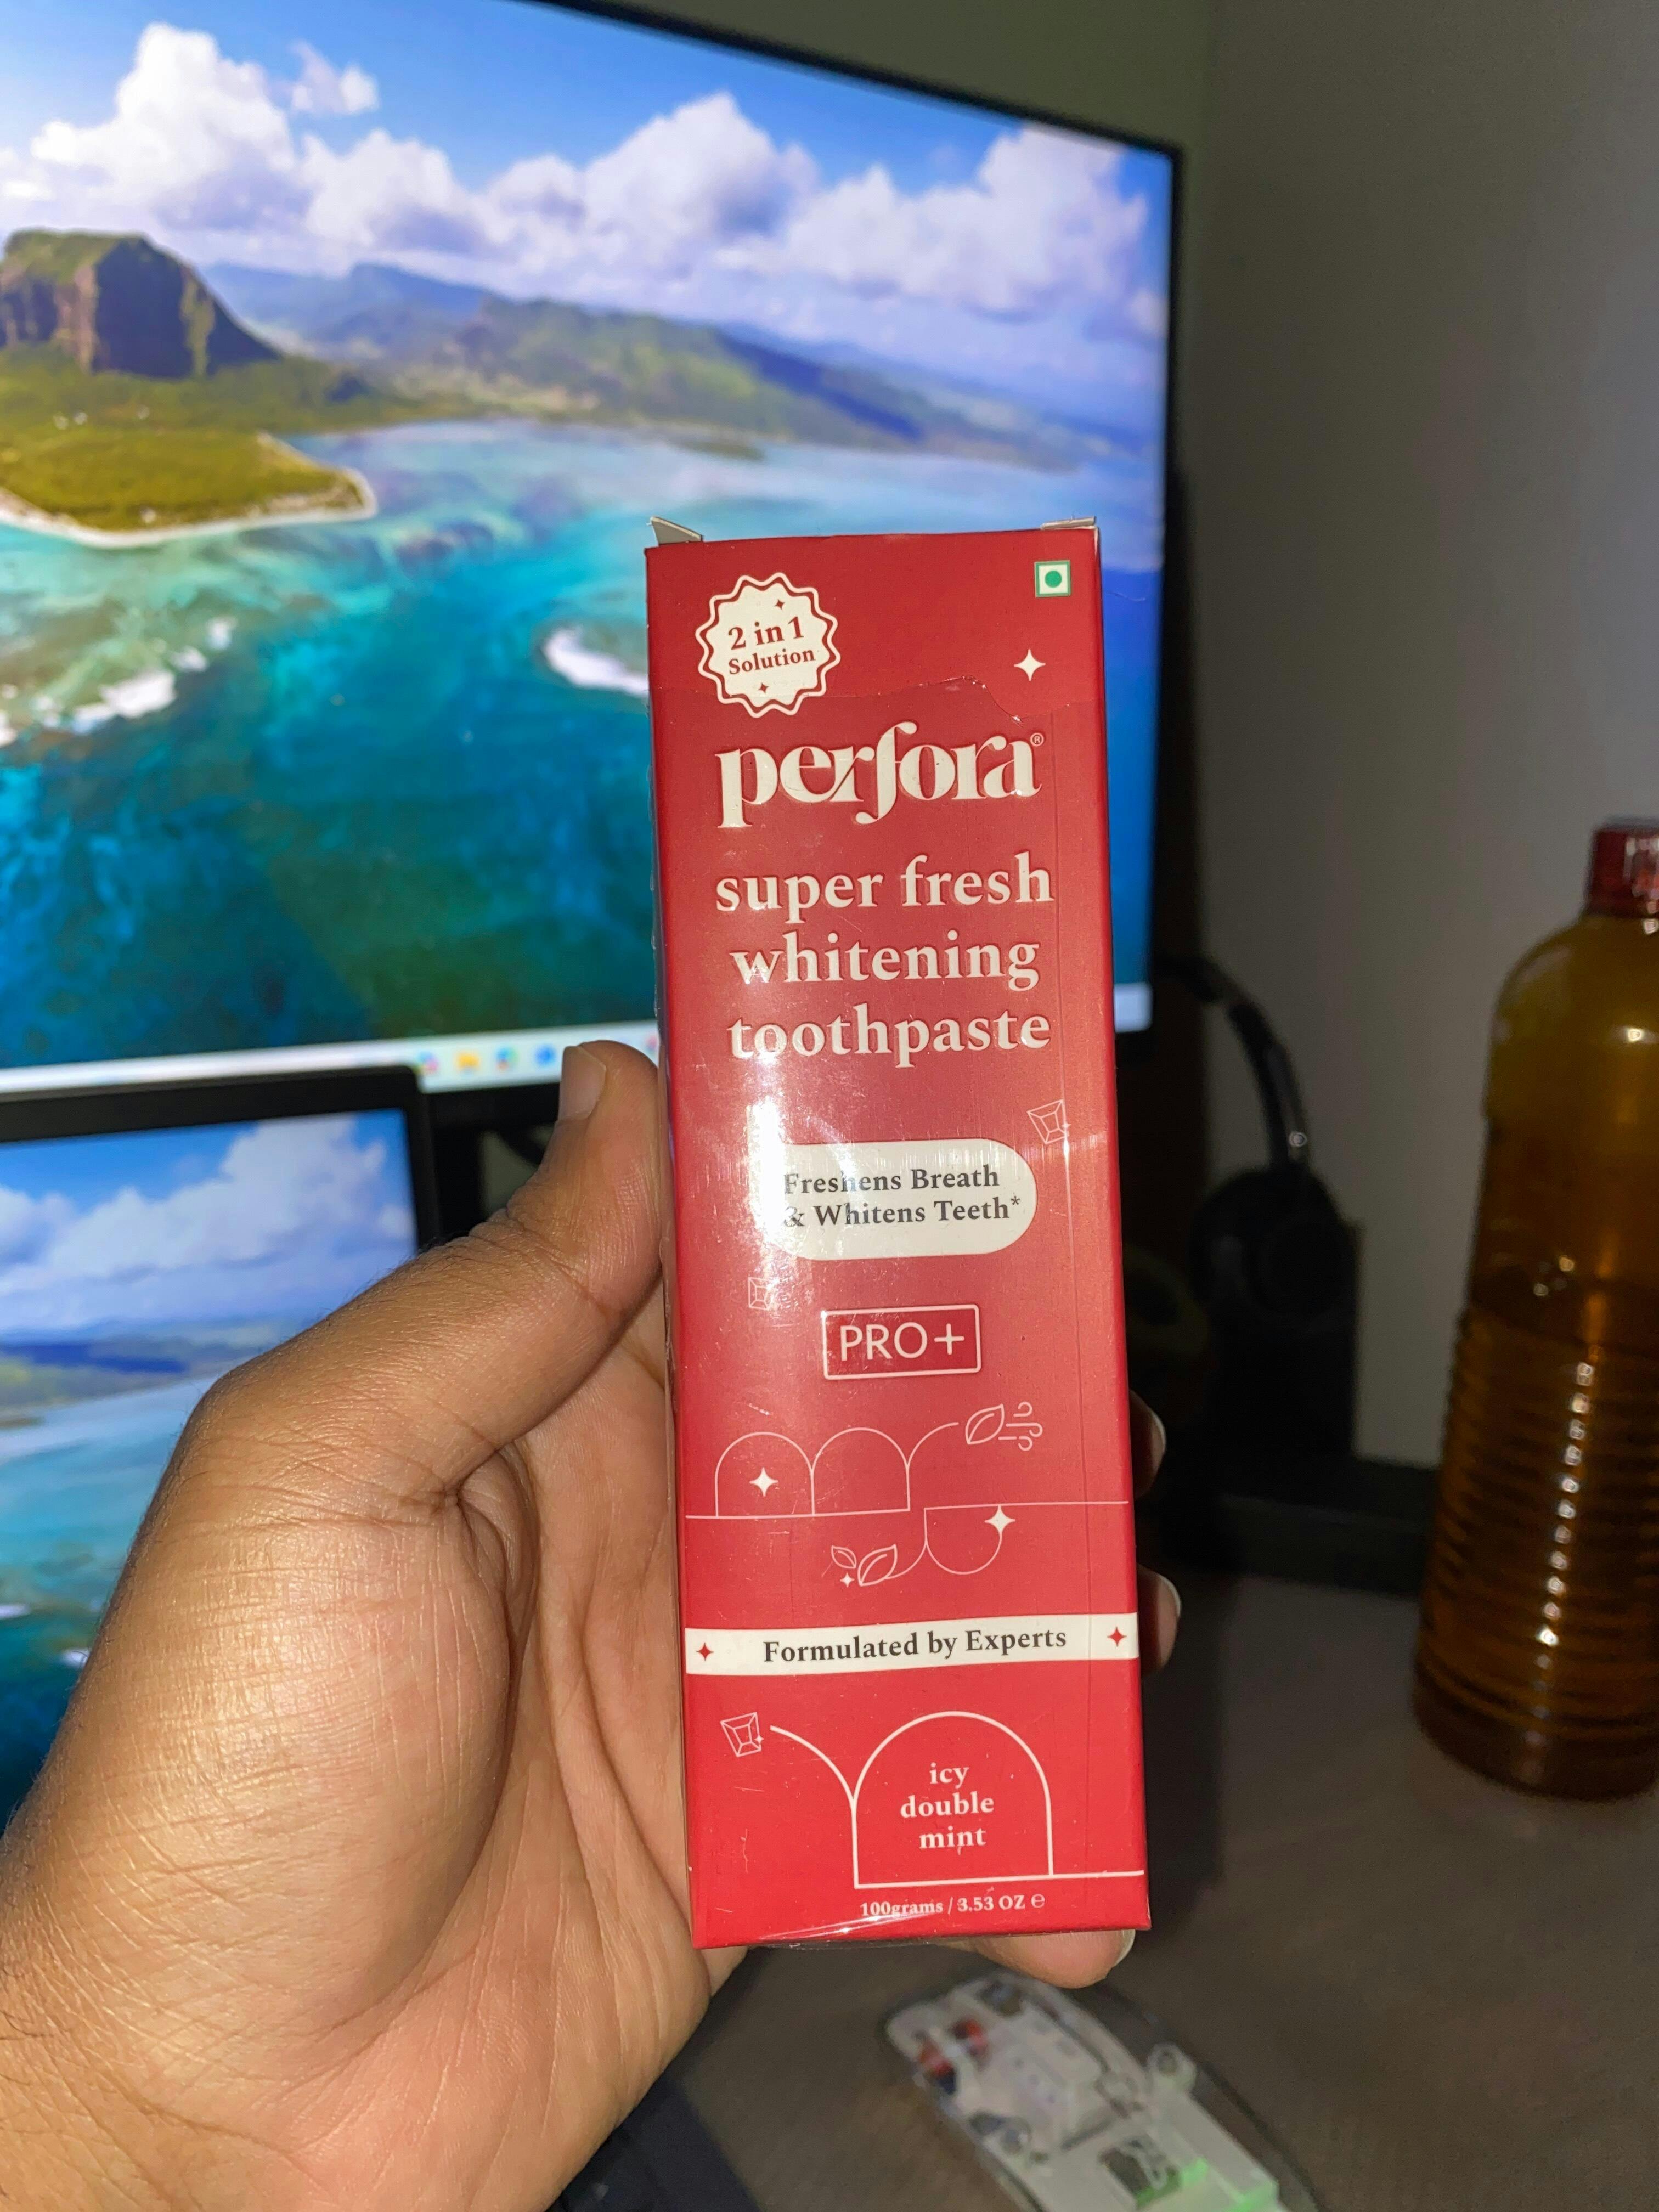 2 in 1
Solution
perfora®
super fresh
whitening
toothpaste
Freshens Breath
& Whitens Teeth*
PRO+
Formulated by Experts
icy
double
mint
100grams / 3.53 OZ ℮